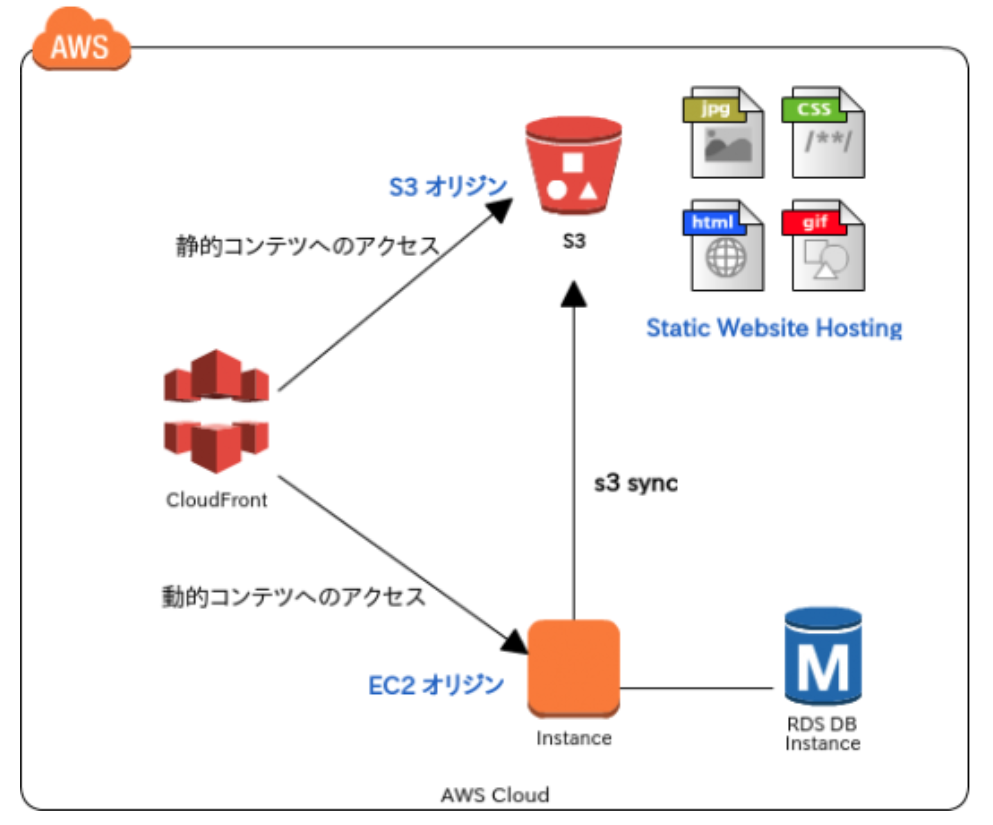 AWS
jpg
CSS
/**/
S3 オリジン
html
gif
静的コンテツへのアクセス
S3
Static Website Hosting
CloudFront
s3 sync
動的コンテツへのアクセス
EC2 オリジン
M
Instance
RDS DB
Instance
AWS Cloud